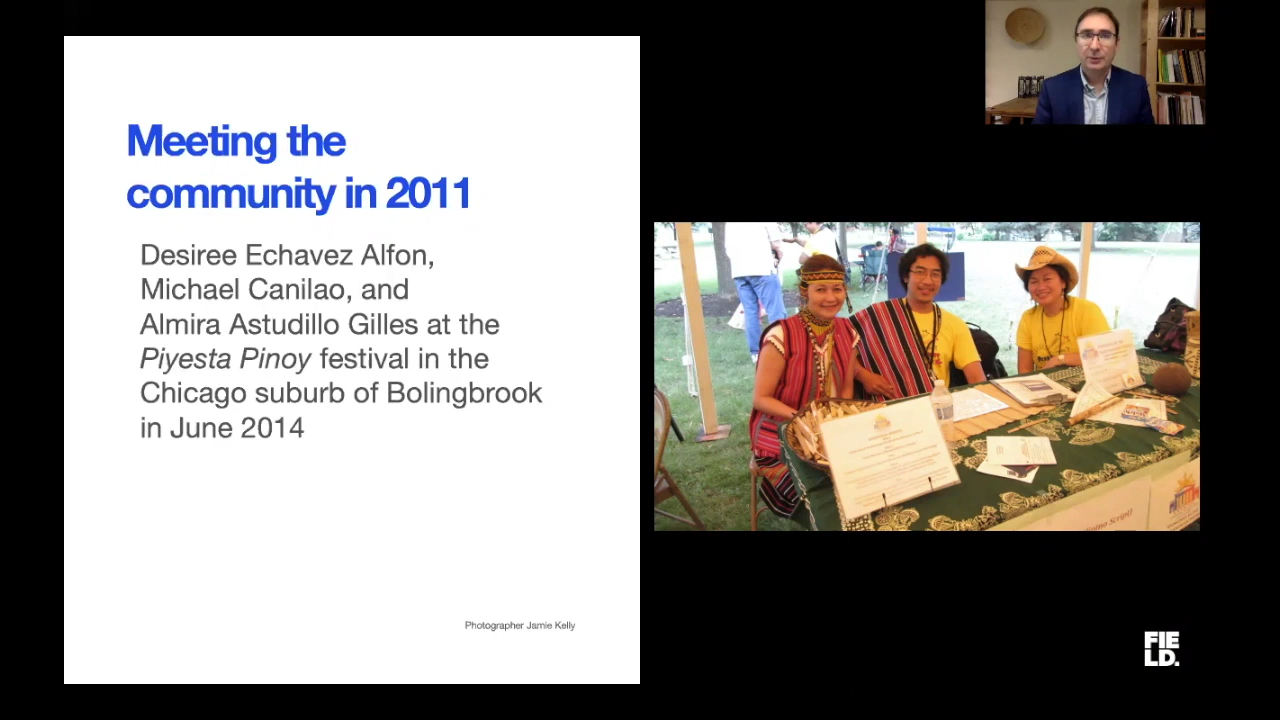 Meeting the
community in 2011
Desiree Echavez Alfon,
Michael Canilao, and
Almira Astudillo Gilles at the
Piyesta Pinoy festival in the
Chicago suburb of Bolingbrook
in June 2014
Photographer Jamie Kelly
FIE
LD.